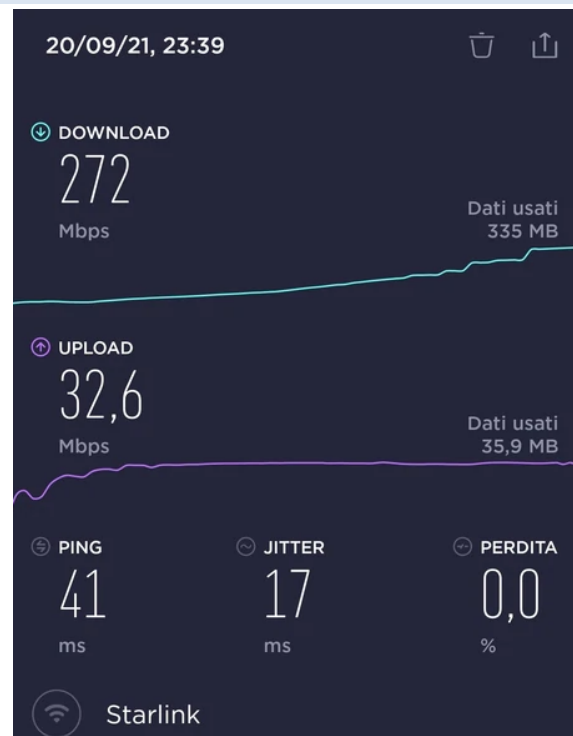 20/09/21, 23:39
DOWNLOAD
272
Mbps
Dati usati
335 MB
UPLOAD
32,6
Mbps
Dati usati
35,9 MB
PING
41
ms
JITTER
17
ms
PERDITA
0,0
%
Starlink